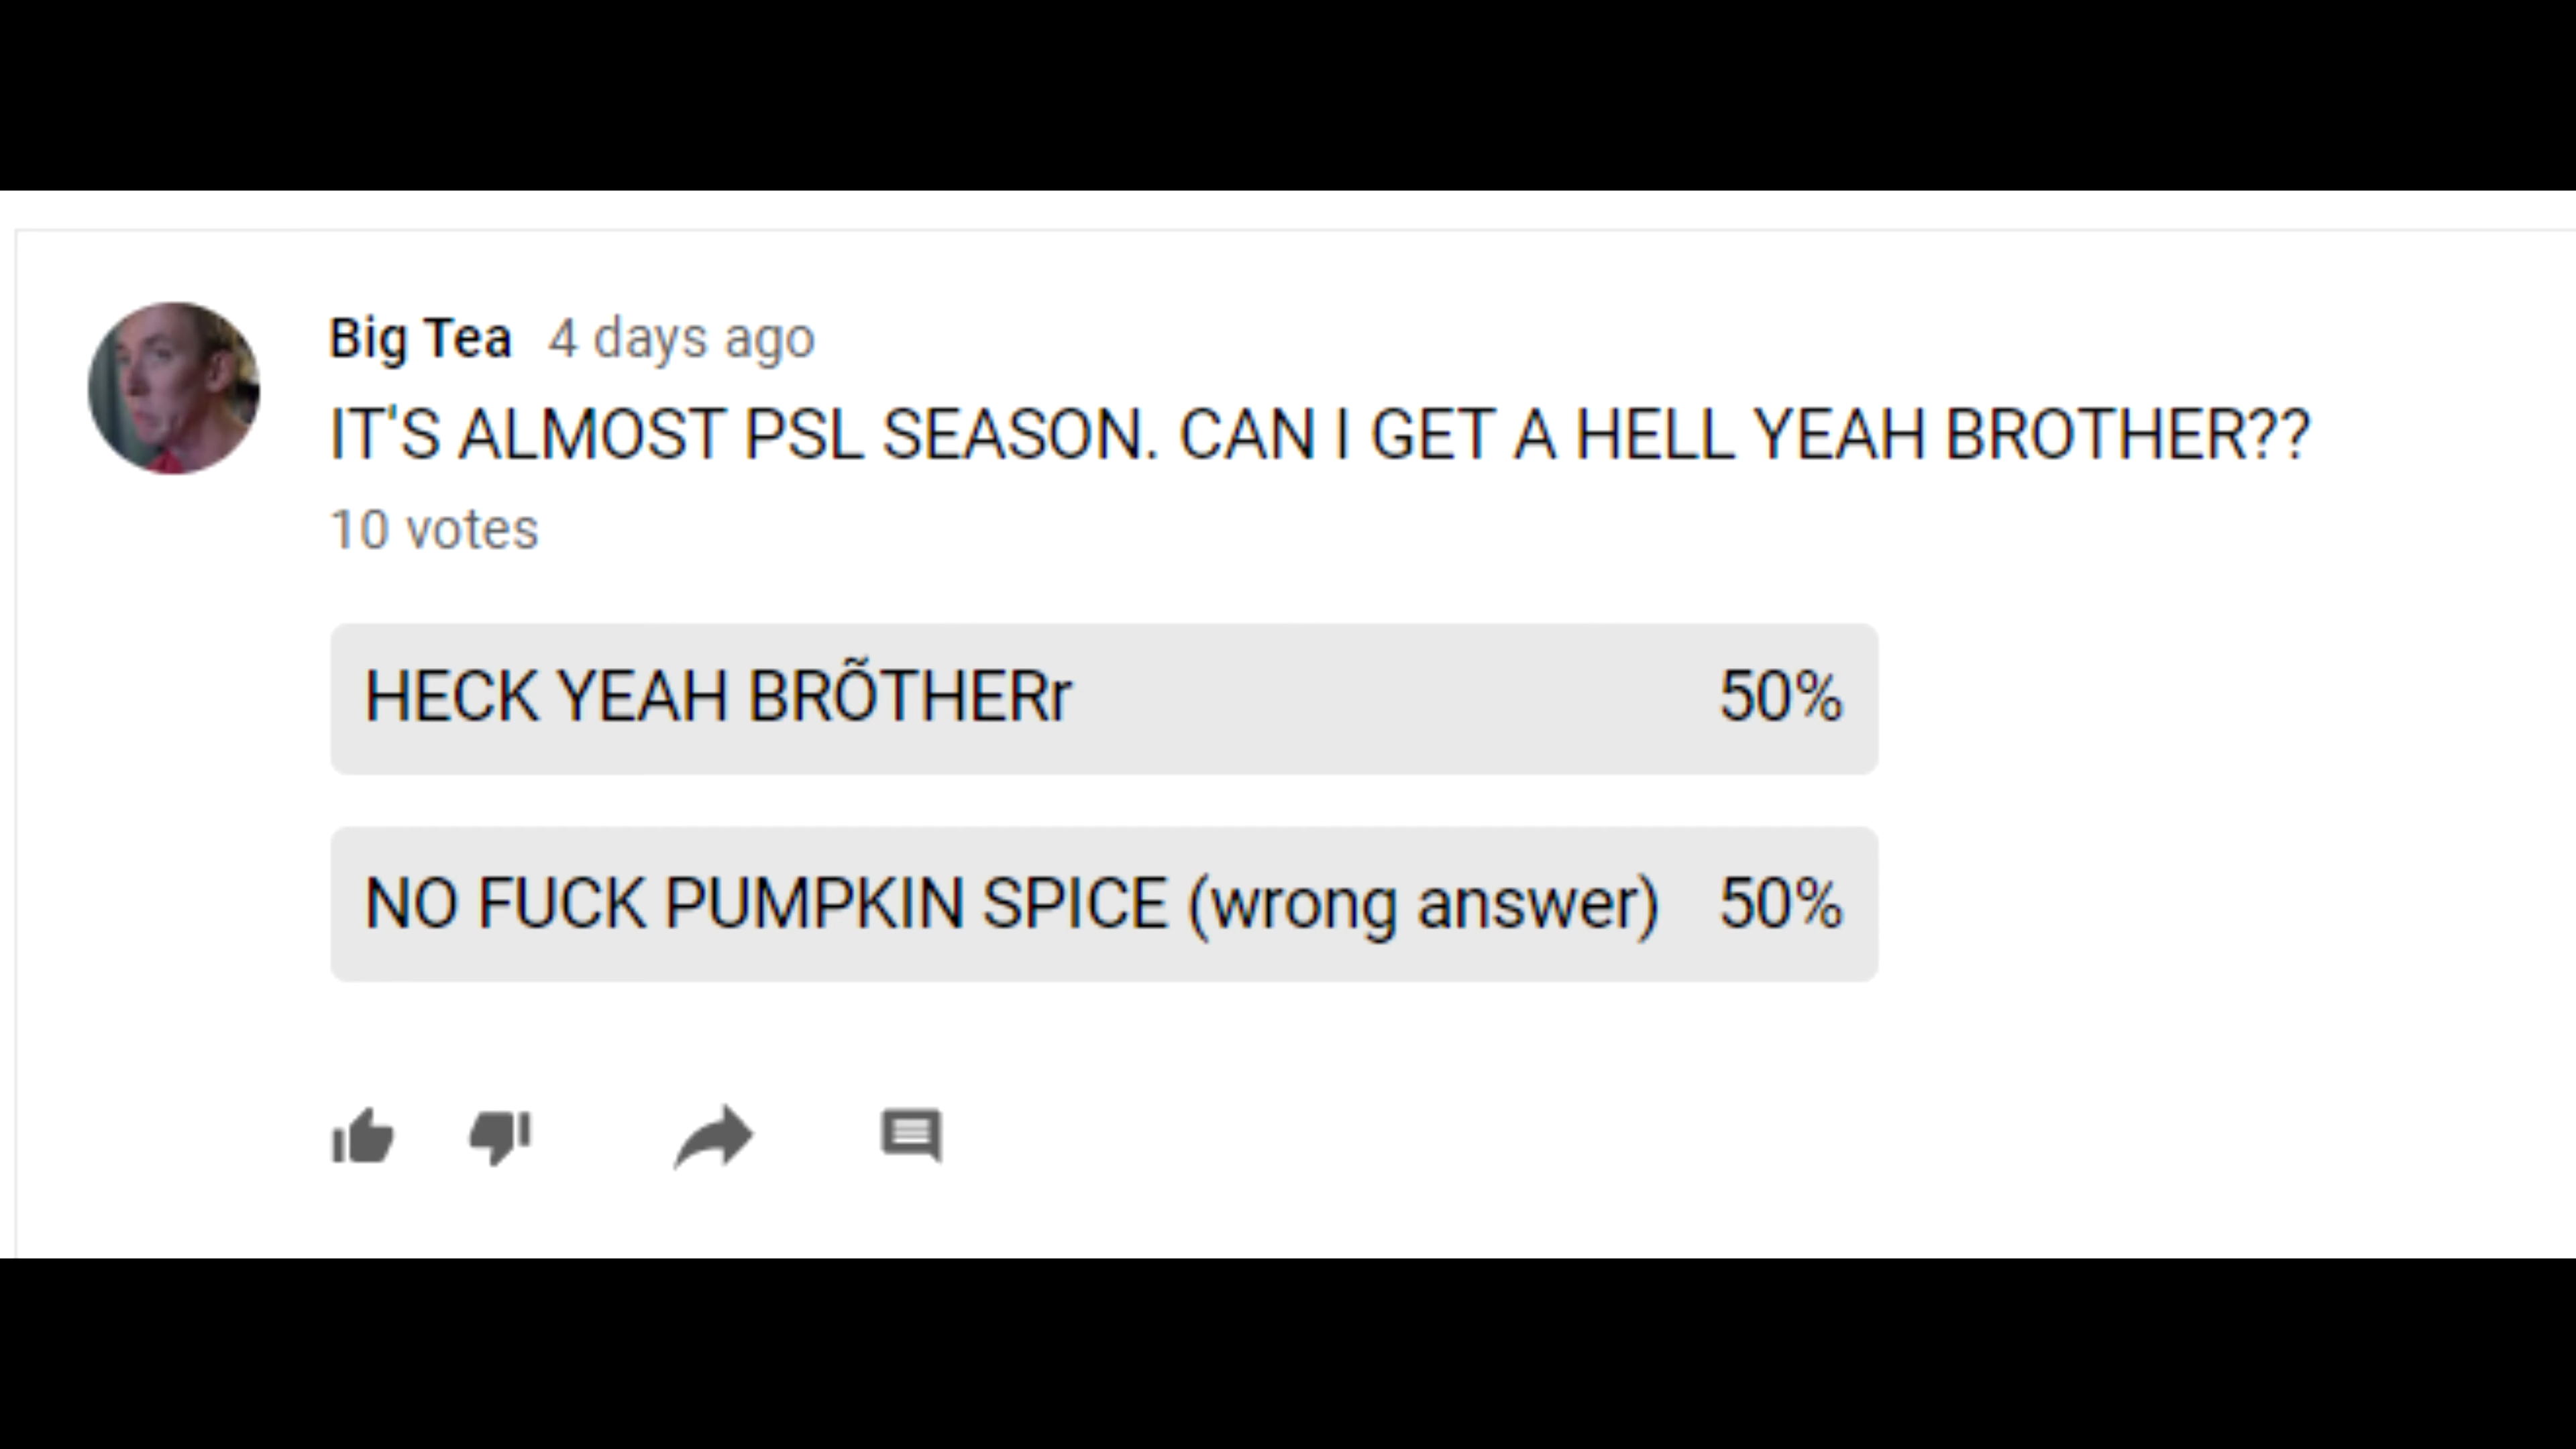 Big Tea 4 days ago
IT'S ALMOST PSL SEASON. CAN I GET A HELL YEAH BROTHER??
10 votes
HECK YEAH BRÕTHERr 50%
NO FUCK PUMPKIN SPICE (wrong answer) 50%